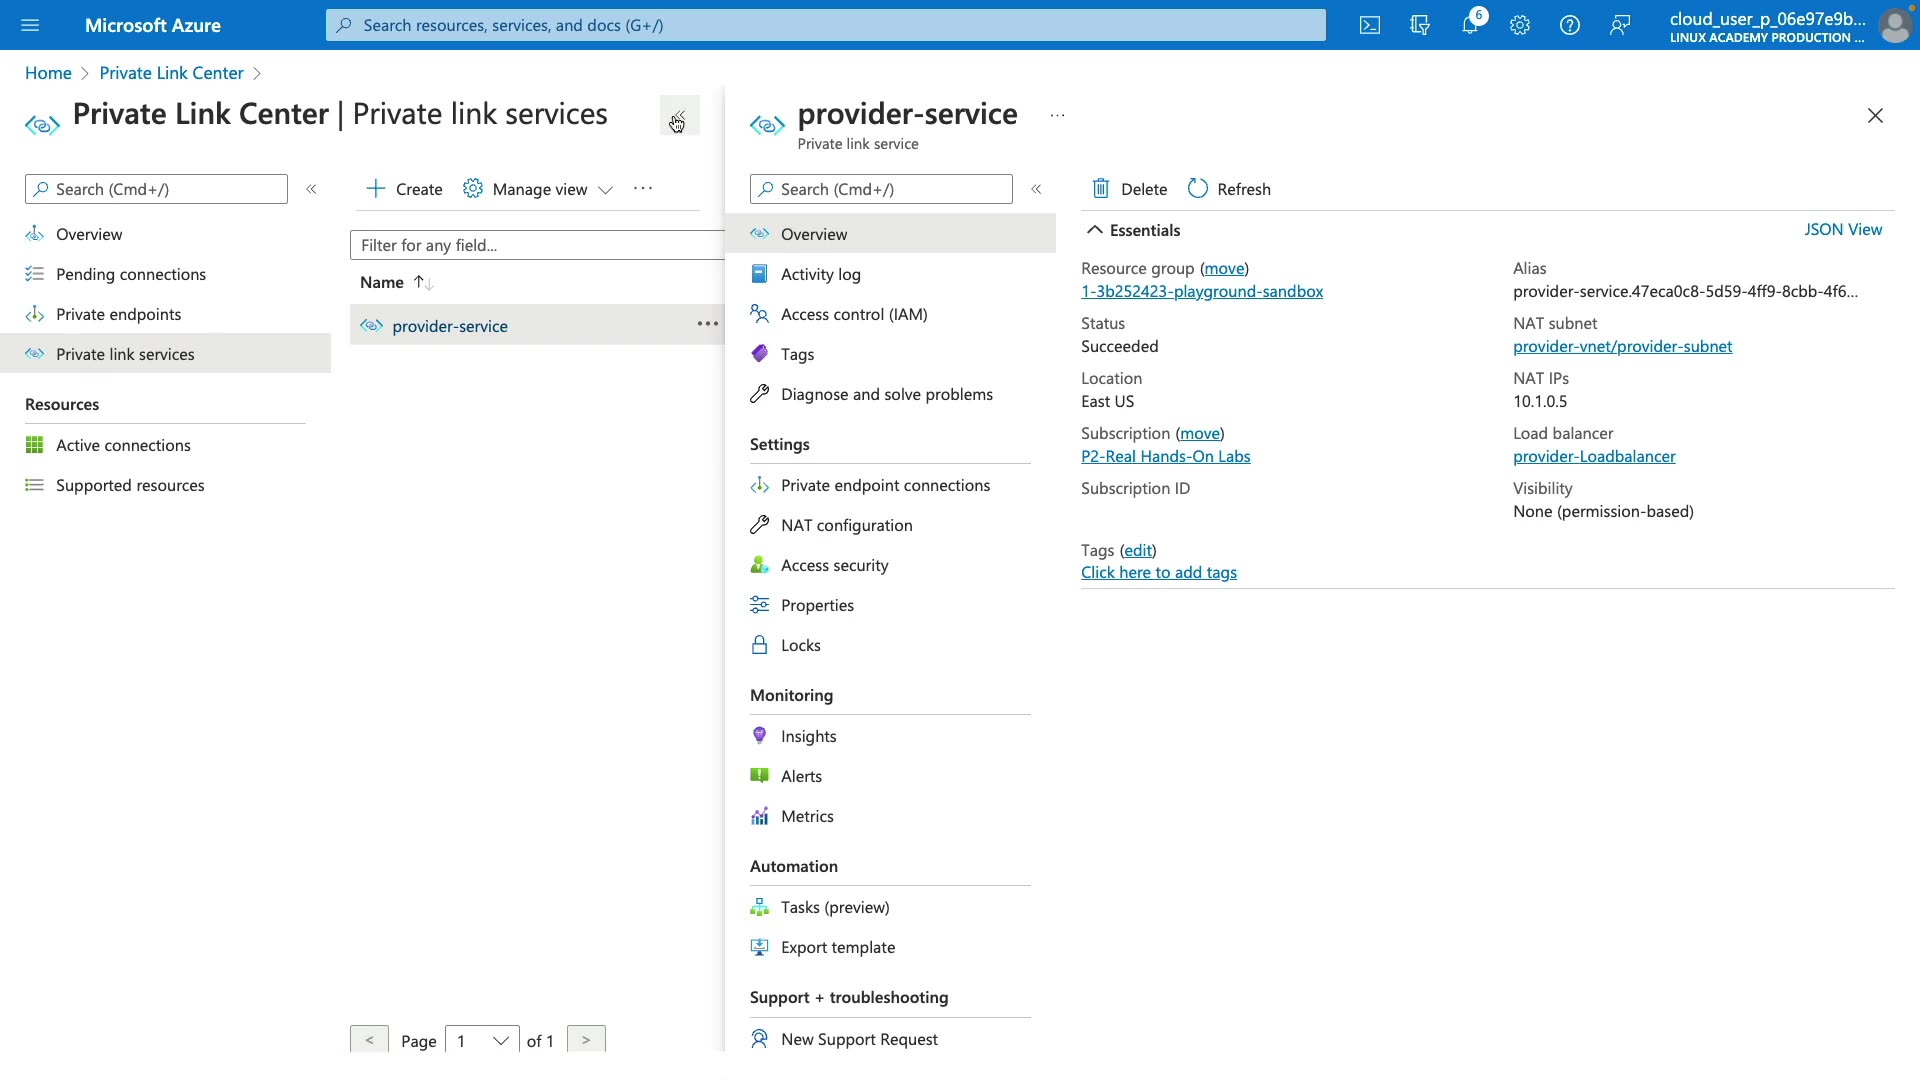 Microsoft Azure
Search resources, services, and docs (G+/)
6
cloud_user_p_06e97e9b...
LINUX ACADEMY PRODUCTION ...
Home
Private Link Center
Private Link Center | Private link services
Search (Cmd+/)
Overview
Pending connections
Private endpoints
Private link services
Resources
Active connections
Supported resources
Create
Manage view
...
Filter for any field...
Name
provider-service
...
< Page 1 of 1 >
provider-service
...
Private link service
Search (Cmd+/)
Overview
Activity log
Access control (IAM)
Tags
Diagnose and solve problems
Settings
Private endpoint connections
NAT configuration
Access security
Properties
Locks
Monitoring
Insights
Alerts
Metrics
Automation
Tasks (preview)
Export template
Support + troubleshooting
New Support Request
Delete
Refresh
Essentials
JSON View
Resource group (move)
1-3b252423-playground-sandbox
Status
Succeeded
Location
East US
Subscription (move)
P2-Real Hands-On Labs
Subscription ID
Alias
provider-service.47eca0c8-5d59-4ff9-8cbb-4f6...
NAT subnet
provider-vnet/provider-subnet
NAT IPs
10.1.0.5
Load balancer
provider-Loadbalancer
Visibility
None (permission-based)
Tags (edit)
Click here to add tags